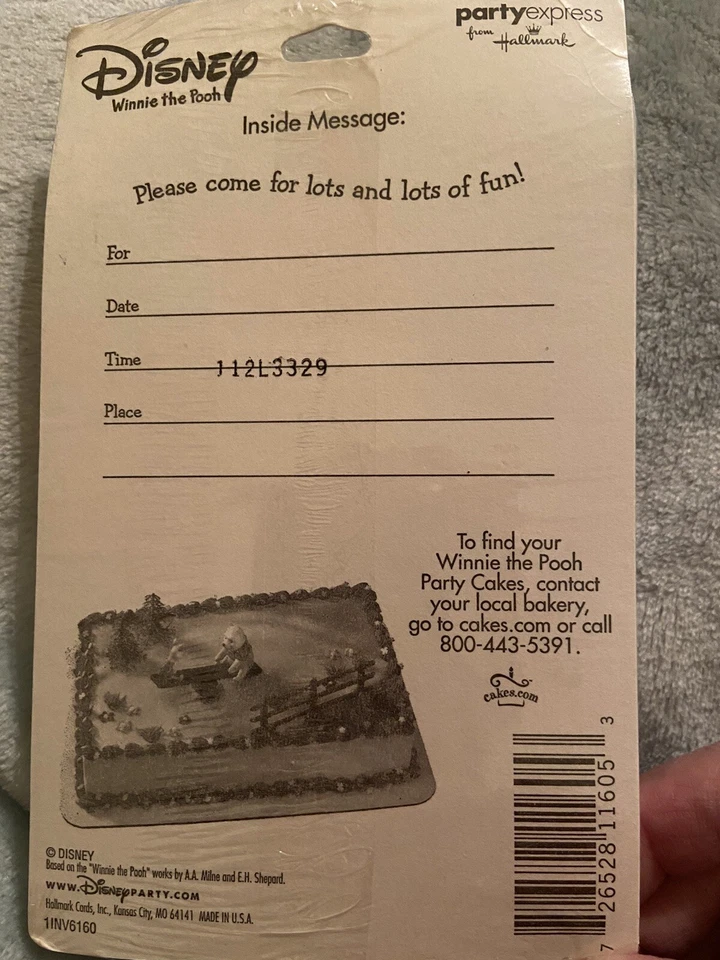 Disney
Winnie the Pooh
partyexpress
from Hallmark
Inside Message:
Please come for lots and lots of fun!
For
Date
Time
J12L3329
Place
To find your
Winnie the Pooh
Party Cakes, contact
your local bakery,
go to cakes.com or call
800-443-5391.
cakes.com
7 26528 11605 3
© DISNEY
Based on the "Winnie the Pooh" works by A.A. Milne and E.H. Shepard.
WWW.DISNEYPARTY.COM
Hallmark Cards, Inc., Kansas City, MO 64141 MADE IN U.S.A.
1INV6160